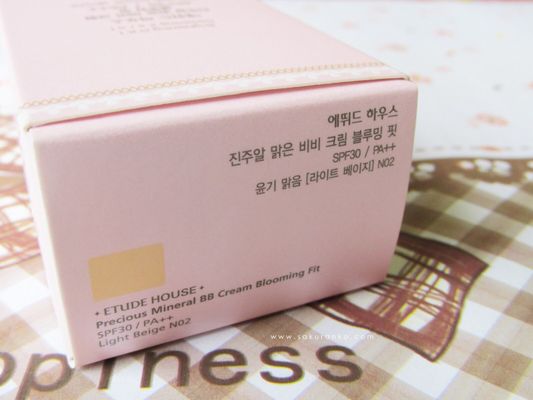 에뛰드 하우스
진주알 맑은 비비 크림 블루밍 핏
SPF30 / PA++
윤기 맑음 [라이트 베이지] N02
* ETUDE HOUSE *
Precious Mineral BB Cream Blooming Fit
SPF30 / PA++
Light Beige N02
www.sakuranko.com
ppiness